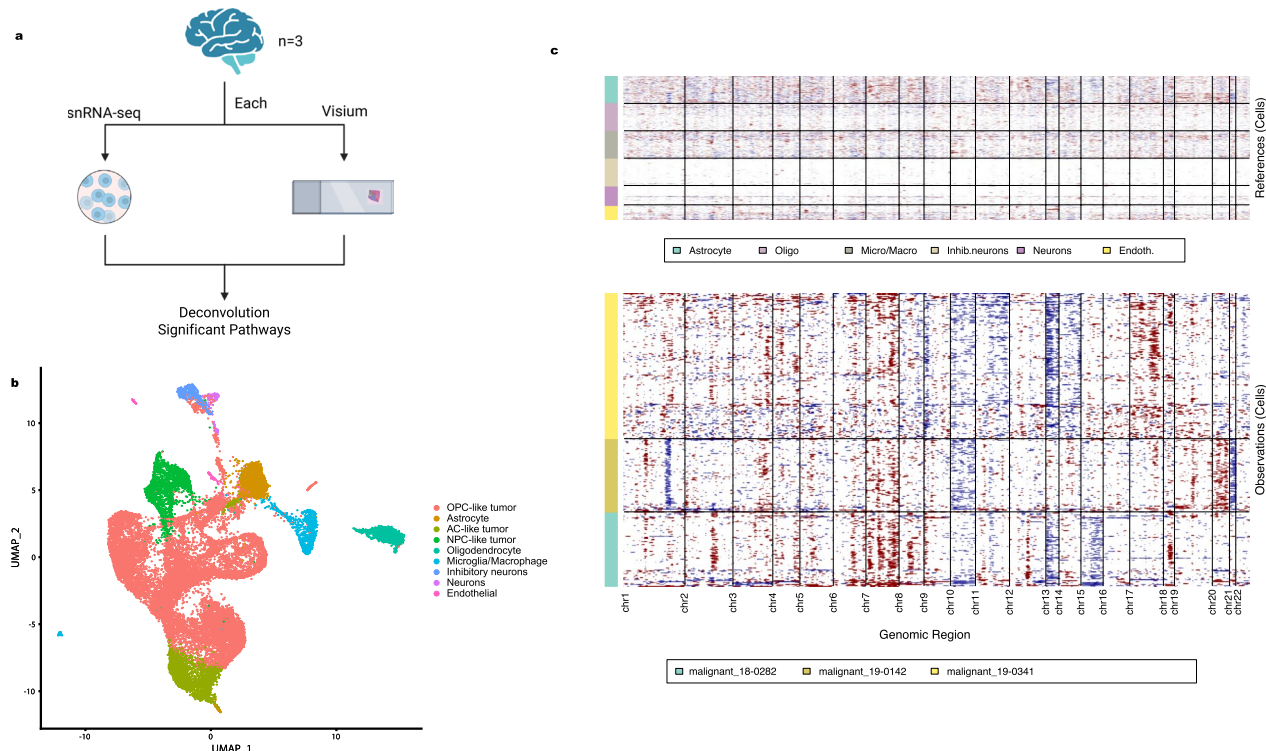 a
n=3
Each
snRNA-seq
Visium
Deconvolution
Significant Pathways
b
10
5
0
-5
-10
UMAP_2
-10
0
10
UMAP_1
OPC-like tumor
Astrocyte
AC-like tumor
NPC-like tumor
Oligodendrocyte
Microglia/Macrophage
Inhibitory neurons
Neurons
Endothelial
c
References (Cells)
Astrocyte Oligo Micro/Macro Inhib.neurons Neurons Endoth.
Observations (Cells)
chr1 chr2 chr3 chr4 chr5 chr6 chr7 chr8 chr9 chr10 chr11 chr12 chr13 chr14 chr15 chr16 chr17 chr18 chr19 chr20 chr21 chr22
Genomic Region
malignant_18-0282 malignant_19-0142 malignant_19-0341